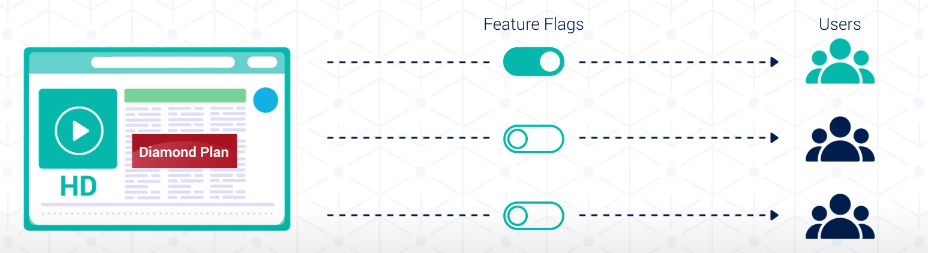 Feature Flags
Users
Diamond Plan
HD